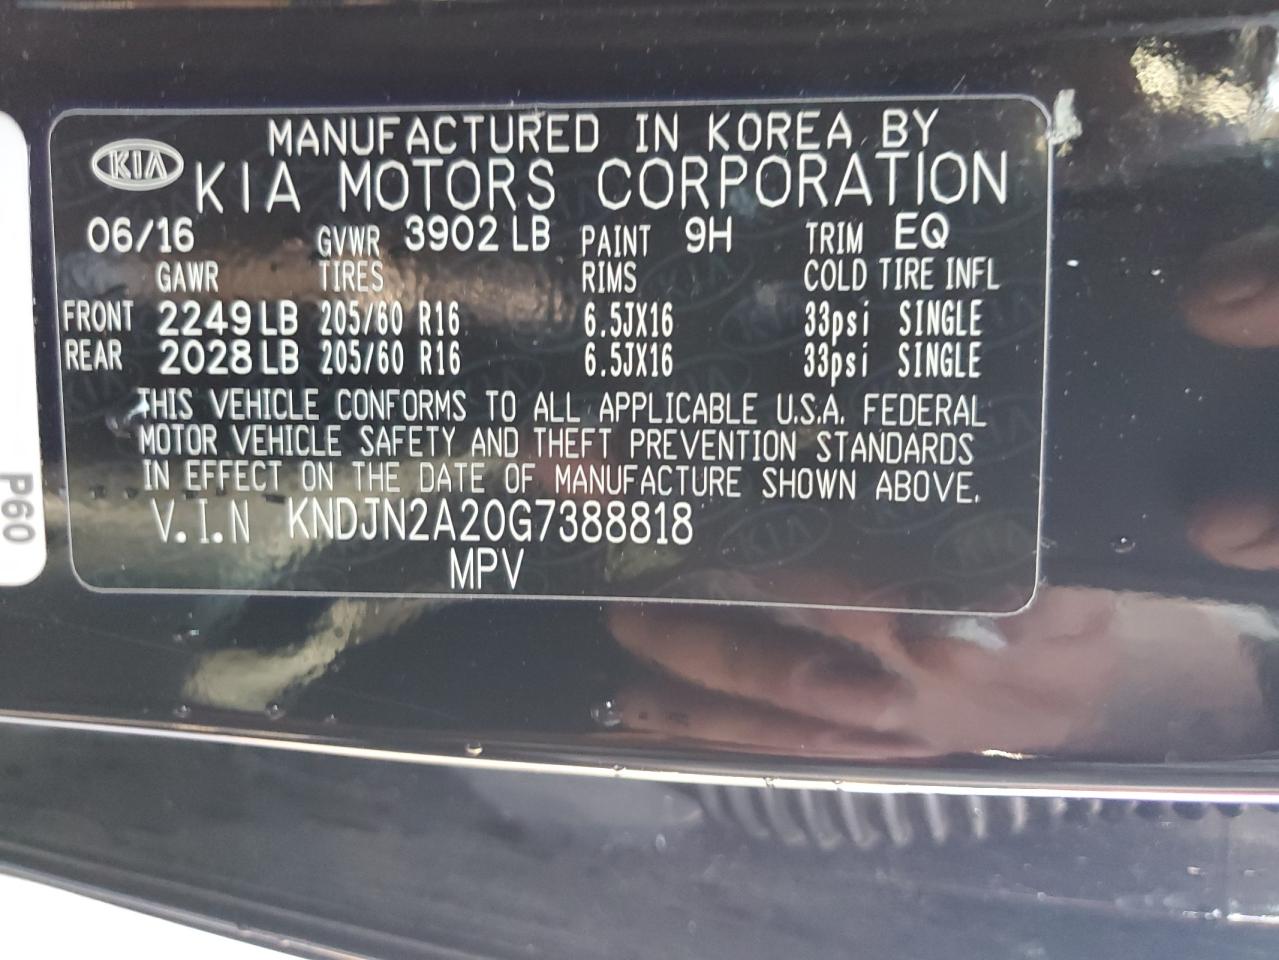 MANUFACTURED IN KOREA BY
KIA KIA MOTORS CORPORATION
06/16 GVWR 3902 LB PAINT 9H TRIM EQ
GAWR TIRES RIMS COLD TIRE INFL
FRONT 2249 LB 205/60 R16 6.5JX16 33psi SINGLE
REAR 2028 LB 205/60 R16 6.5JX16 33psi SINGLE
THIS VEHICLE CONFORMS TO ALL APPLICABLE U.S.A. FEDERAL
MOTOR VEHICLE SAFETY AND THEFT PREVENTION STANDARDS
IN EFFECT ON THE DATE OF MANUFACTURE SHOWN ABOVE.
V.I.N KNDJN2A20G7388818
MPV
P60